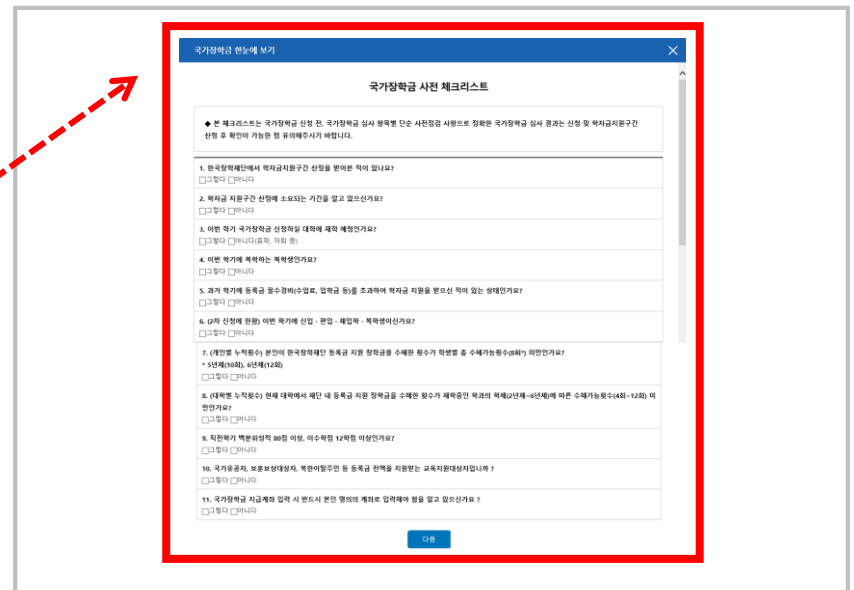 국가장학금 한눈에 보기
국가장학금 사전 체크리스트
◆ 본 체크리스트는 국가장학금 신청 전, 국가장학금 심사 항목별 단순 사전점검 사항으로 정확한 국가장학금 심사 결과는 신청 및 학자금지원구간
산정 후 확인이 가능한 점 유의해주시기 바랍니다.
1. 한국장학재단에서 학자금지원구간 산정을 받아본 적이 있나요?
□그렇다 □아니다
2. 학자금 지원구간 산정에 소요되는 기간을 알고 있으신가요?
□그렇다 □아니다
3. 이번 학기 국가장학금 신청하실 대학에 재학 예정인가요?
□그렇다 □아니다(휴학, 자퇴 등)
4. 이번 학기에 복학하는 복학생인가요?
□그렇다 □아니다
5. 과거 학기에 등록금 필수경비(수업료, 입학금 등)를 초과하여 학자금 지원을 받으신 적이 있는 상태인가요?
□그렇다 □아니다
6. (2차 신청에 한함) 이번 학기에 신입 · 편입 · 재입학 · 복학생이신가요?
□그렇다 □아니다
7. (개인별 누적횟수) 본인이 한국장학재단 등록금 지원 장학금을 수혜한 횟수가 학생별 총 수혜가능횟수(8회*) 미만인가요?
* 5년제(10회), 6년제(12회)
□그렇다 □아니다
8. (대학별 누적횟수) 현재 대학에서 재단 내 등록금 지원 장학금을 수혜한 횟수가 재학중인 학과의 학제(2년제~6년제)에 따른 수혜가능횟수(4회~12회) 미
만인가요?
□그렇다 □아니다
9. 직전학기 백분위성적 80점 이상, 이수학점 12학점 이상인가요?
□그렇다 □아니다
10. 국가유공자, 보훈보상대상자, 북한이탈주민 등 등록금 전액을 지원받는 교육지원대상자입니까 ?
□그렇다 □아니다
11. 국가장학금 지급계좌 입력 시 반드시 본인 명의의 계좌로 입력해야 함을 알고 있으신가요 ?
□그렇다 □아니다
다음